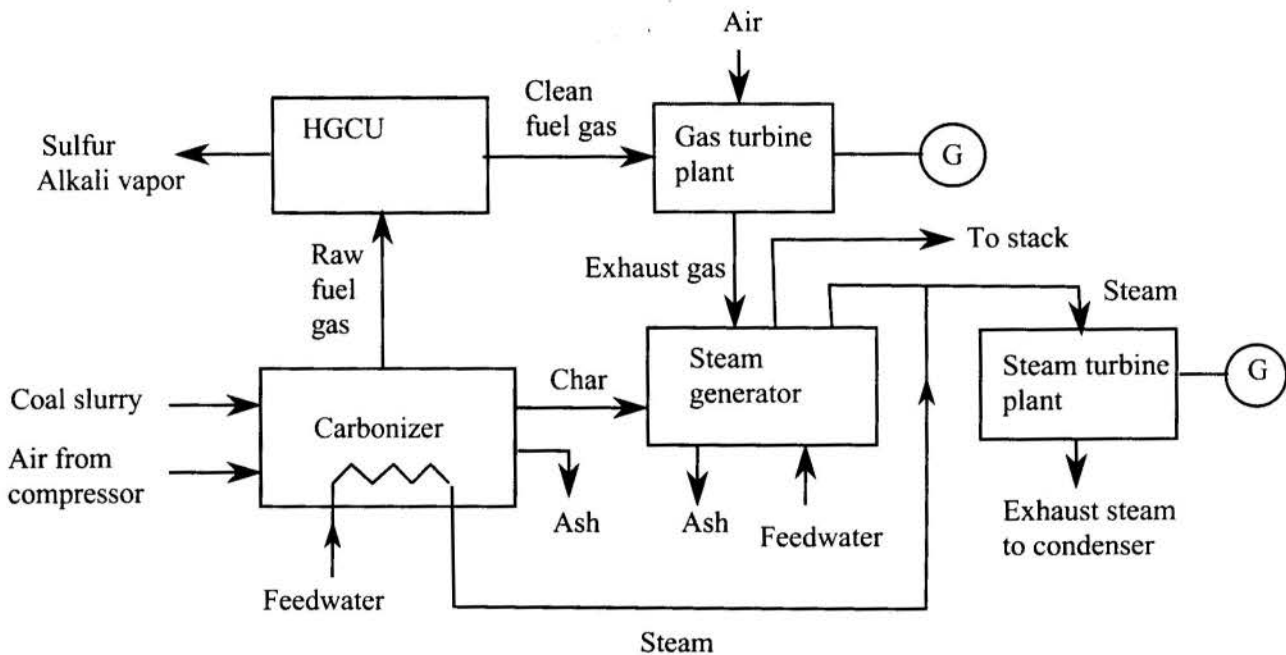 Air
HGCU
Clean
fuel gas
Gas turbine
plant
G
Sulfur
Alkali vapor
Raw
fuel
gas
Exhaust gas
To stack
Steam
Coal slurry
Air from
compressor
Carbonizer
Char
Steam
generator
Steam turbine
plant
G
Ash
Ash
Feedwater
Exhaust steam
to condenser
Feedwater
Steam